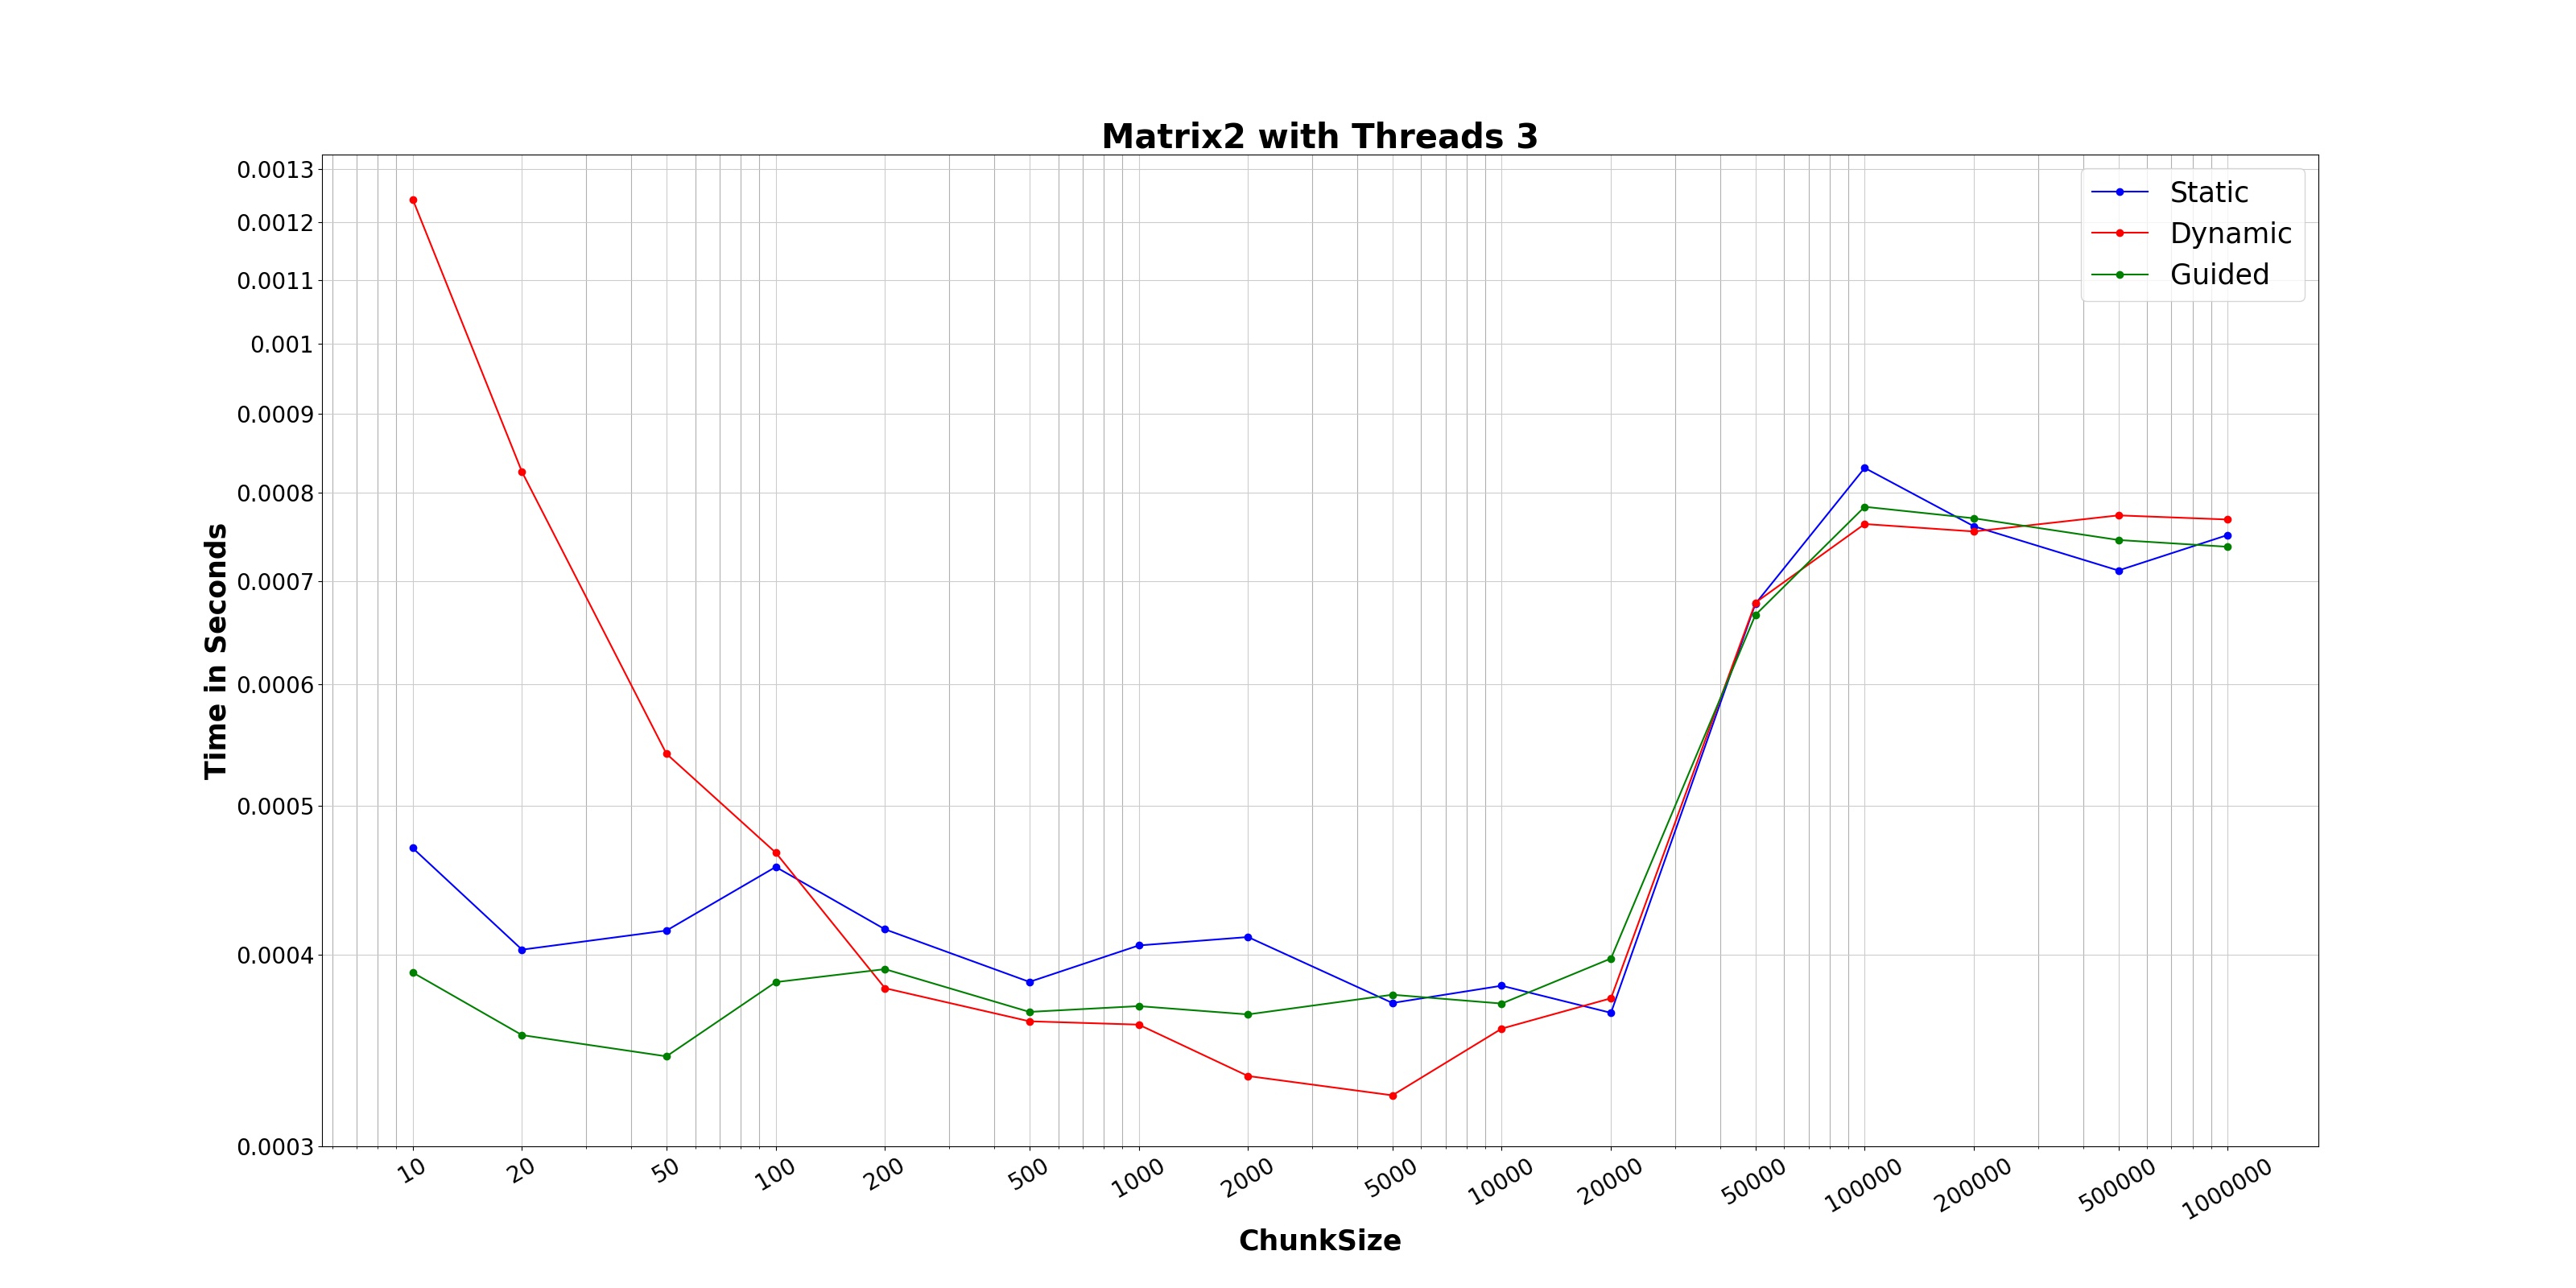 Matrix2 with Threads 3
0.0013
0.0012
0.0011
0.001
0.0009
0.0008
0.0007
0.0006
0.0005
0.0004
0.0003
Time in Seconds
Static
Dynamic
Guided
10 20 50 100 200 500 1000 2000 5000 10000 20000 50000 100000 200000 500000 1000000
ChunkSize